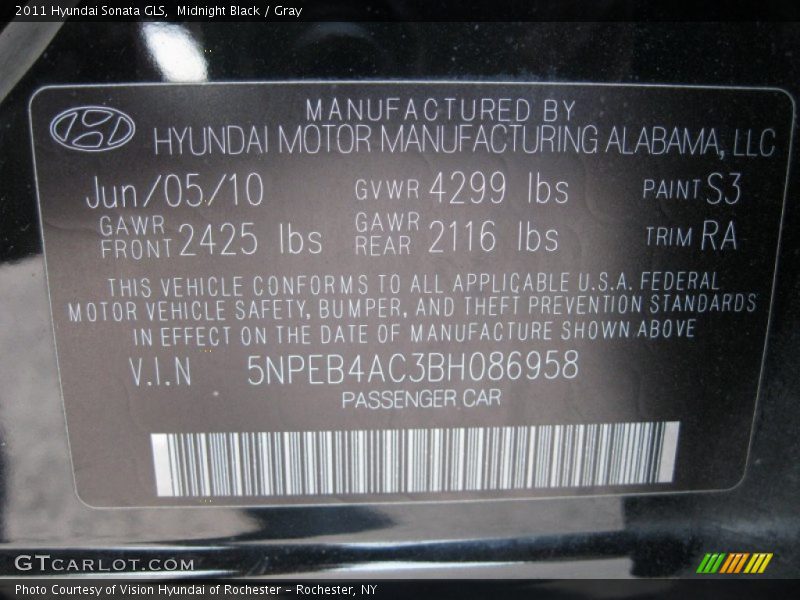 2011 Hyundai Sonata GLS,  Midnight Black / Gray
MANUFACTURED BY
HYUNDAI MOTOR MANUFACTURING ALABAMA, LLC
Jun/05/10 GVWR 4299 lbs PAINT S3
GAWR FRONT 2425 lbs GAWR REAR 2116 lbs TRIM RA
THIS VEHICLE CONFORMS TO ALL APPLICABLE U.S.A. FEDERAL
MOTOR VEHICLE SAFETY, BUMPER, AND THEFT PREVENTION STANDARDS
IN EFFECT ON THE DATE OF MANUFACTURE SHOWN ABOVE
V.I.N 5NPEB4AC3BH086958
PASSENGER CAR
GTCARLOT.COM
Photo Courtesy of Vision Hyundai of Rochester – Rochester, NY